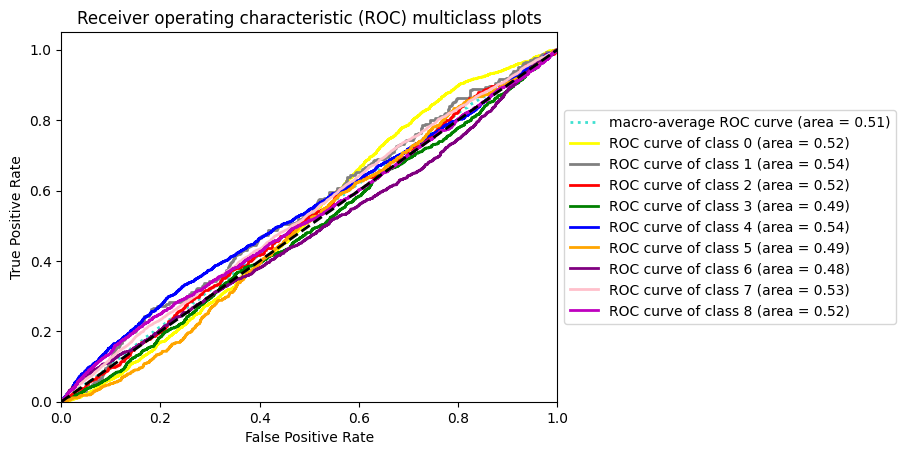 Receiver operating characteristic (ROC) multiclass plots
1.0
0.8
0.6
0.4
0.2
0.0
True Positive Rate
0.0 0.2 0.4 0.6 0.8 1.0
False Positive Rate
macro-average ROC curve (area = 0.51)
ROC curve of class 0 (area = 0.52)
ROC curve of class 1 (area = 0.54)
ROC curve of class 2 (area = 0.52)
ROC curve of class 3 (area = 0.49)
ROC curve of class 4 (area = 0.54)
ROC curve of class 5 (area = 0.49)
ROC curve of class 6 (area = 0.48)
ROC curve of class 7 (area = 0.53)
ROC curve of class 8 (area = 0.52)